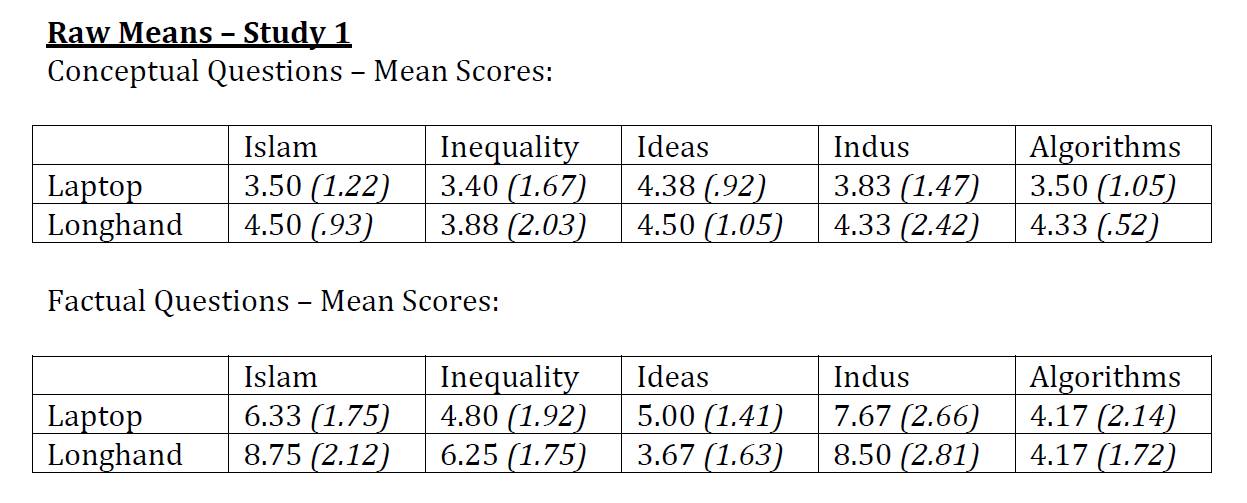 Raw Means – Study 1
Conceptual Questions – Mean Scores:
Islam Inequality Ideas Indus Algorithms
Laptop 3.50 (1.22) 3.40 (1.67) 4.38 (.92) 3.83 (1.47) 3.50 (1.05)
Longhand 4.50 (.93) 3.88 (2.03) 4.50 (1.05) 4.33 (2.42) 4.33 (.52)
Factual Questions – Mean Scores:
Islam Inequality Ideas Indus Algorithms
Laptop 6.33 (1.75) 4.80 (1.92) 5.00 (1.41) 7.67 (2.66) 4.17 (2.14)
Longhand 8.75 (2.12) 6.25 (1.75) 3.67 (1.63) 8.50 (2.81) 4.17 (1.72)